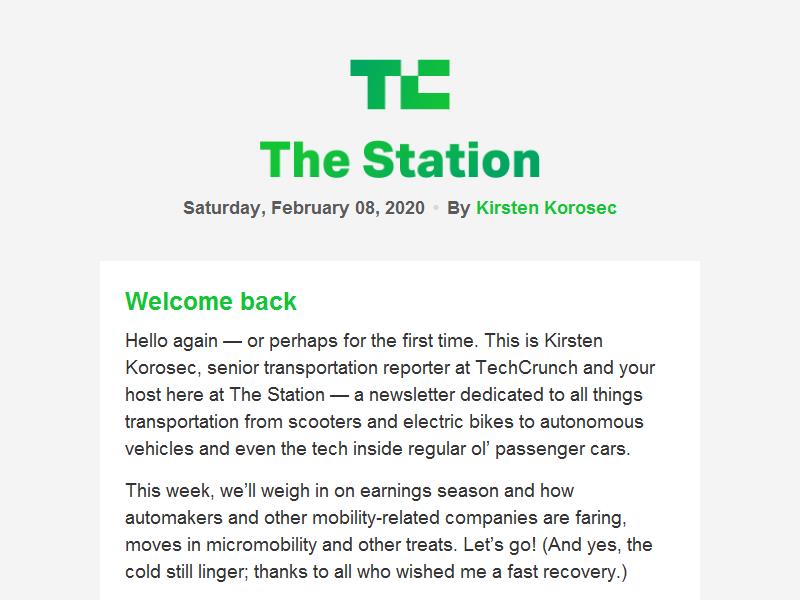 TC
The Station
Saturday, February 08, 2020 • By Kirsten Korosec
Welcome back
Hello again — or perhaps for the first time. This is Kirsten
Korosec, senior transportation reporter at TechCrunch and your
host here at The Station — a newsletter dedicated to all things
transportation from scooters and electric bikes to autonomous
vehicles and even the tech inside regular ol’ passenger cars.
This week, we’ll weigh in on earnings season and how
automakers and other mobility-related companies are faring,
moves in micromobility and other treats. Let’s go! (And yes, the
cold still linger; thanks to all who wished me a fast recovery.)